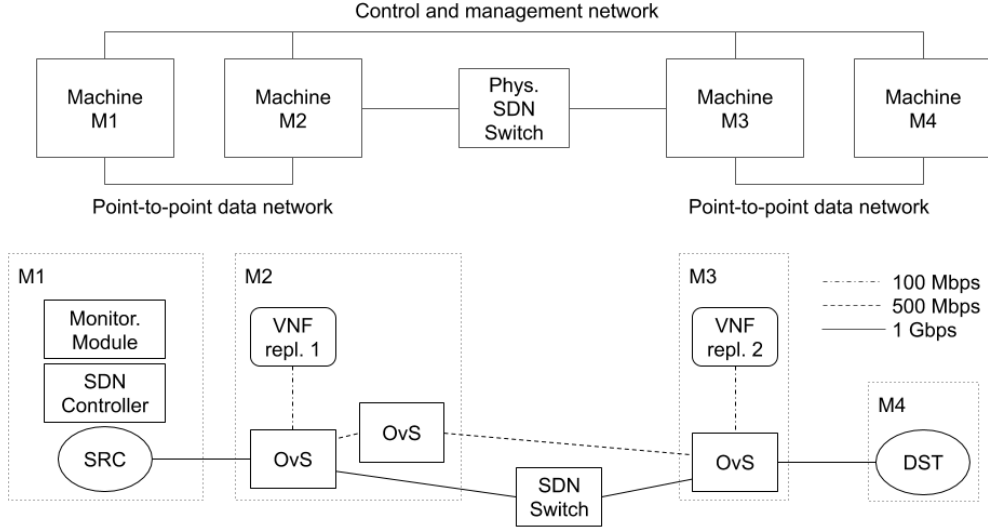 Control and management network
Machine
M1
Machine
M2
Phys.
SDN
Switch
Machine
M3
Machine
M4
Point-to-point data network
Point-to-point data network
M1
Monitor.
Module
SDN
Controller
SRC
M2
VNF
repl. 1
OvS
OvS
SDN
Switch
M3
VNF
repl. 2
OvS
100 Mbps
500 Mbps
1 Gbps
M4
DST